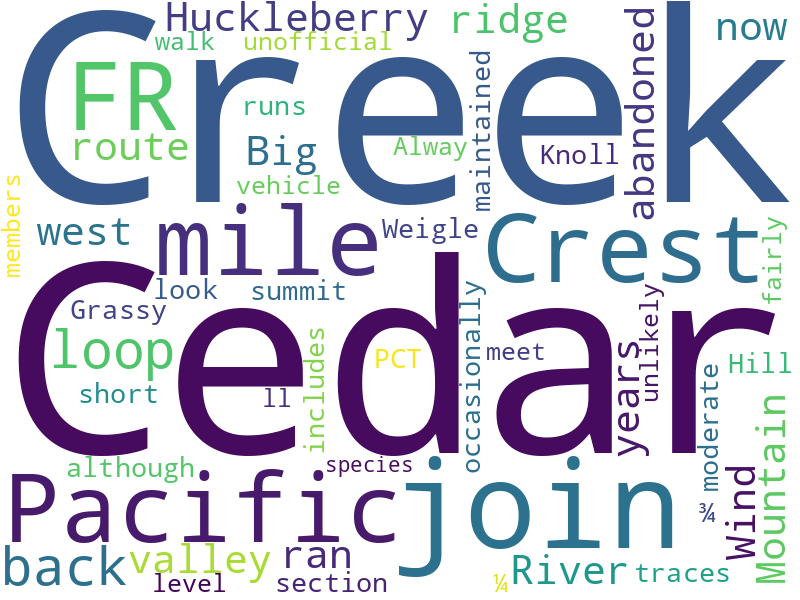 Huckleberry
walk
unofficial
ridge
now
Creek
FR
runs
route
Big
vehicle
Alway
maintained
Knoll
abandoned
members
west
mile
Weigle
Crest
fairly
look
summit
Grassy
Cedar
loop
short
ll
includes
PCT
occasionally
meet
years
unlikely
Hill
although
species
moderate
Mountain
Pacific
join
Wind
¾
back
valley
ran
level
section
¼
River
traces